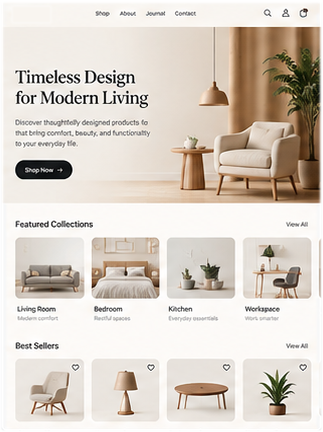 Shop About Journal Contact
Timeless Design
for Modern Living
Discover thoughtfully designed products to
that bring comfort, beauty, and functionality
to your everyday life.
Shop Now →
Featured Collections View All
Living Room Bedroom Kitchen Workspace
Modern comfort Restful spaces Everyday essentials Work smarter
Best Sellers View All